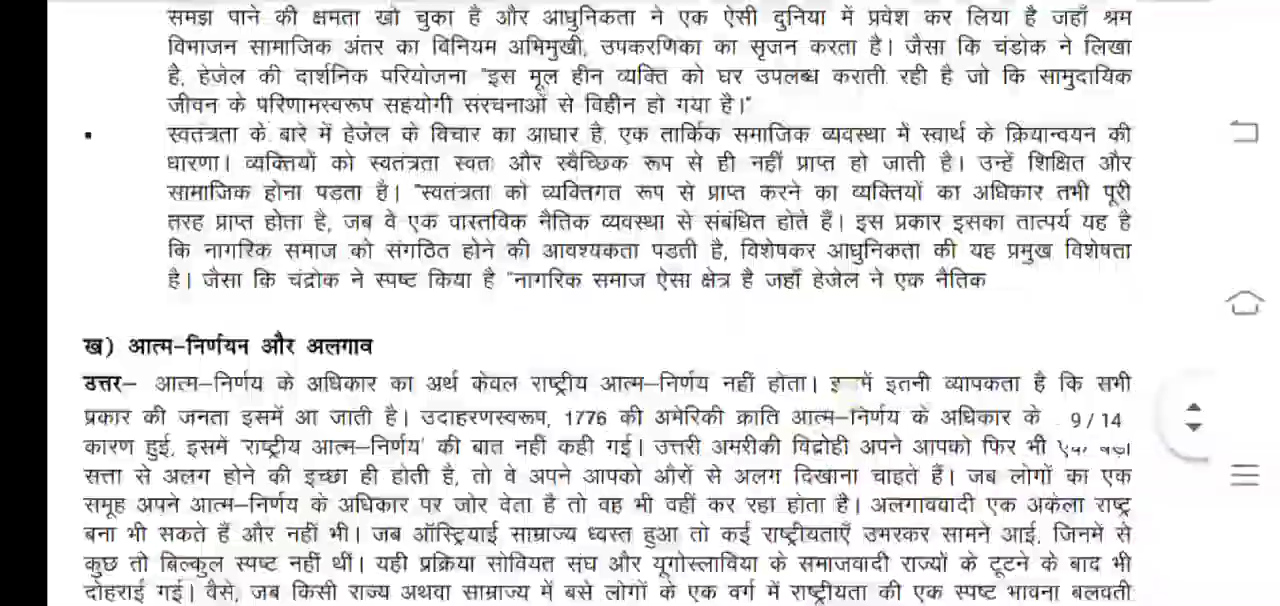 समझ पाने की क्षमता खो चुका है और आधुनिकता ने एक ऐसी दुनिया में प्रवेश कर लिया है जहाँ श्रम
विभाजन सामाजिक अंतर का विनियम अभिमुखी, उपकरणिका का सृजन करता है। जैसा कि चंडोक ने लिखा
है, हेजेल की दार्शनिक परियोजना "इस मूल हीन व्यक्ति को घर उपलब्ध कराती रही है जो कि सामुदायिक
जीवन के परिणामस्वरूप सहयोगी संरचनाओं से विहीन हो गया है।"
▪ स्वतंत्रता के बारे में हेजेल के विचार का आधार है, एक तार्किक समाजिक व्यवस्था में स्वार्थ के क्रियान्वयन की
धारणा। व्यक्तियों को स्वतंत्रता स्वत और स्वैच्छिक रूप से ही नहीं प्राप्त हो जाती है। उन्हें शिक्षित और
सामाजिक होना पड़ता है। "स्वतंत्रता को व्यक्तिगत रूप से प्राप्त करने का व्यक्तियों का अधिकार तभी पूरी
तरह प्राप्त होता है, जब वे एक वास्तविक नैतिक व्यवस्था से संबंधित होते हैं। इस प्रकार इसका तात्पर्य यह है
कि नागरिक समाज को संगठित होने की आवश्यकता पडती है, विशेषकर आधुनिकता की यह प्रमुख विशेषता
है। जैसा कि चंद्रोक ने स्पष्ट किया है "नागरिक समाज ऐसा क्षेत्र है जहाँ हेजेल ने एक नैतिक
ख) आत्म-निर्णयन और अलगाव
उत्तर– आत्म–निर्णय के अधिकार का अर्थ केवल राष्ट्रीय आत्म–निर्णय नहीं होता। इतनी व्यापकता है कि सभी
प्रकार की जनता इसमें आ जाती है। उदाहरणस्वरूप, 1776 की अमेरिकी क्राति आत्म–निर्णय के अधिकार के 9 / 14
कारण हुई, इसमें 'राष्ट्रीय आत्म–निर्णय' की बात नहीं कही गई। उत्तरी अमरीकी विद्रोही अपने आपको फिर भी
सत्ता से अलग होने की इच्छा ही होती है, तो वे अपने आपको औरों से अलग दिखाना चाहते हैं। जब लोगों का एक
समूह अपने आत्म–निर्णय के अधिकार पर जोर देता है तो वह भी वहीं कर रहा होता है। अलगाववादी एक अकेला राष्ट्र
बना भी सकते हैं और नहीं भी। जब ऑस्ट्रियाई साम्राज्य ध्वस्त हुआ तो कई राष्ट्रीयताएँ उभरकर सामने आई, जिनमें से
कुछ तो बिल्कुल स्पष्ट नहीं थीं। यही प्रक्रिया सोवियत संघ और यूगोस्लाविया के समाजवादी राज्यों के टूटने के बाद भी
दोहराई गई। वैसे, जब किसी राज्य अथवा साम्राज्य में बसे लोगों के एक वर्ग में राष्ट्रीयता की एक स्पष्ट भावना बलवती